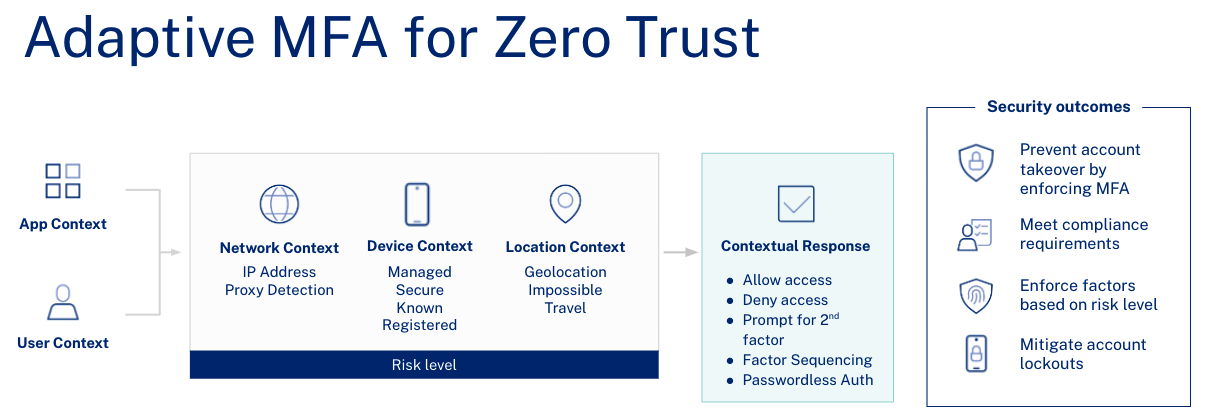 Adaptive MFA for Zero Trust
App Context
User Context
Network Context
IP Address
Proxy Detection
Device Context
Managed
Secure
Known
Registered
Location Context
Geolocation
Impossible
Travel
Risk level
Contextual Response
● Allow access
● Deny access
● Prompt for 2nd
factor
● Factor Sequencing
● Passwordless Auth
Security outcomes
Prevent account
takeover by
enforcing MFA
Meet compliance
requirements
Enforce factors
based on risk level
Mitigate account
lockouts